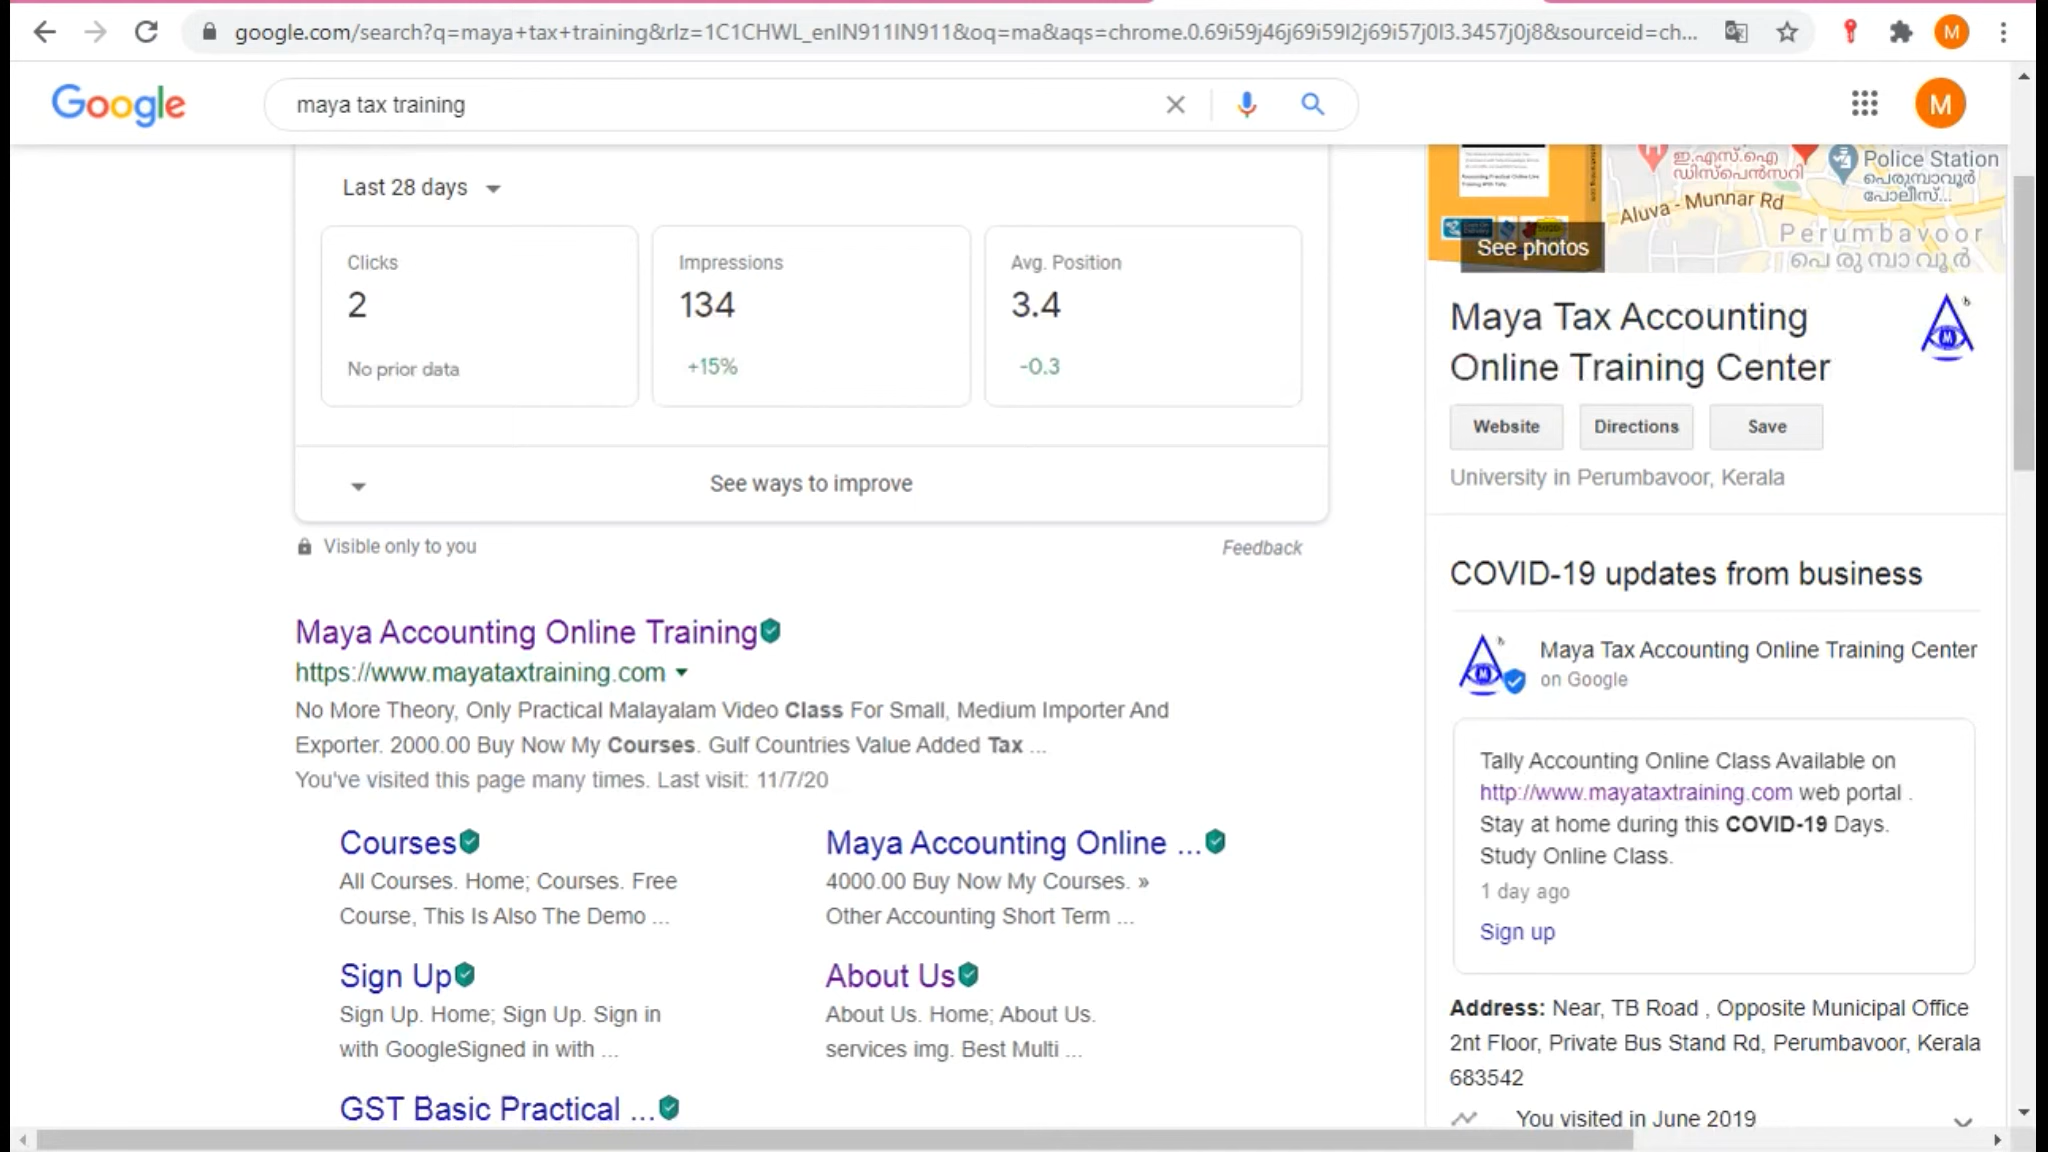 google.com/search?q=maya+tax+training&rlz=1C1CHWL_enIN911IN911&oq=ma&aqs=chrome.0.69i59j46j69i59l2j69i57j0l3.3457j0j8&sourceid=ch...
M
Google
maya tax training
M
Last 28 days
Clicks
2
No prior data
Impressions
134
+15%
Avg. Position
3.4
-0.3
See ways to improve
Visible only to you
Feedback
Maya Accounting Online Training
https://www.mayataxtraining.com
No More Theory, Only Practical Malayalam Video Class For Small, Medium Importer And
Exporter. 2000.00 Buy Now My Courses. Gulf Countries Value Added Tax ...
You've visited this page many times. Last visit: 11/7/20
Courses
All Courses. Home; Courses. Free
Course, This Is Also The Demo ...
Maya Accounting Online ...
4000.00 Buy Now My Courses. »
Other Accounting Short Term ...
Sign Up
Sign Up. Home; Sign Up. Sign in
with GoogleSigned in with ...
About Us
About Us. Home; About Us.
services img. Best Multi ...
GST Basic Practical ...
See photos
ഇ.എസ്.ഐ
ഡിസ്പെൻസറി
Police Station
പെരുമ്പാവൂർ
പോലീസ്...
Aluva - Munnar Rd
Perumbavoor
പെരുമ്പാവൂർ
Maya Tax Accounting
Online Training Center
M
Website
Directions
Save
University in Perumbavoor, Kerala
COVID-19 updates from business
M
Maya Tax Accounting Online Training Center
on Google
Tally Accounting Online Class Available on
http://www.mayataxtraining.com web portal .
Stay at home during this COVID-19 Days.
Study Online Class.
1 day ago
Sign up
Address: Near, TB Road , Opposite Municipal Office
2nt Floor, Private Bus Stand Rd, Perumbavoor, Kerala
683542
You visited in June 2019